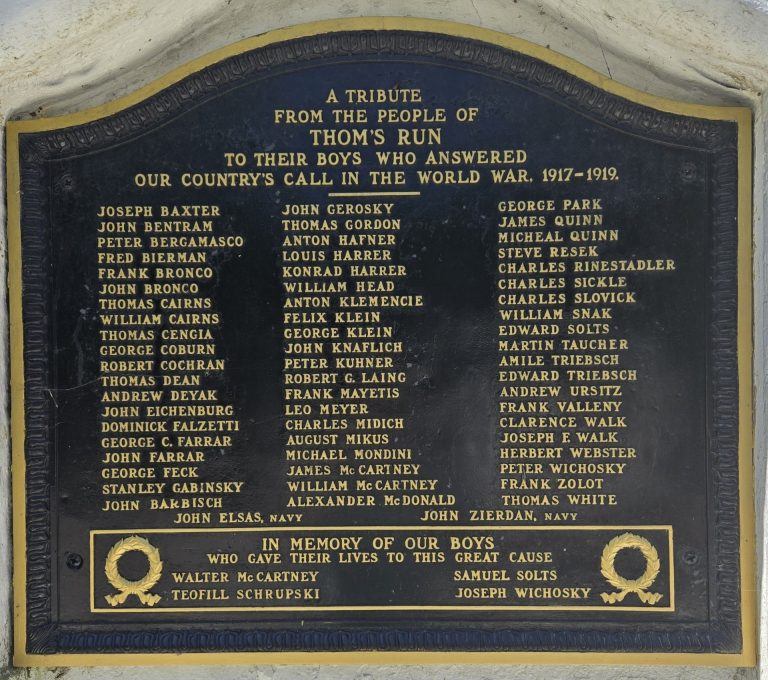 A TRIBUTE
FROM THE PEOPLE OF
THOM'S RUN
TO THEIR BOYS WHO ANSWERED
OUR COUNTRY'S CALL IN THE WORLD WAR. 1917-1919.
JOSEPH BAXTER
JOHN BENTRAM
PETER BERGAMASCO
FRED BIERMAN
FRANK BRONCO
JOHN BRONCO
THOMAS CAIRNS
WILLIAM CAIRNS
THOMAS CENGIA
GEORGE COBURN
ROBERT COCHRAN
THOMAS DEAN
ANDREW DEYAK
JOHN EICHENBURG
DOMINICK FALZETTI
GEORGE C. FARRAR
JOHN FARRAR
GEORGE FECK
STANLEY GABINSKY
JOHN BARBISCH
JOHN GEROSKY
THOMAS GORDON
ANTON HAFNER
LOUIS HARRER
KONRAD HARRER
WILLIAM HEAD
ANTON KLEMENCIE
FELIX KLEIN
GEORGE KLEIN
JOHN KNAFLICH
PETER KUHNER
ROBERT G. LAING
FRANK MAYETIS
LEO MEYER
CHARLES MIDICH
AUGUST MIKUS
MICHAEL MONDINI
JAMES McCARTNEY
WILLIAM McCARTNEY
ALEXANDER McDONALD
GEORGE PARK
JAMES QUINN
MICHEAL QUINN
STEVE RESEK
CHARLES RINESTADLER
CHARLES SICKLE
CHARLES SLOVICK
WILLIAM SNAK
EDWARD SOLTS
MARTIN TAUCHER
AMILE TRIEBSCH
EDWARD TRIEBSCH
ANDREW URSITZ
FRANK VALLENY
CLARENCE WALK
JOSEPH F. WALK
HERBERT WEBSTER
PETER WICHOSKY
FRANK ZOLOT
THOMAS WHITE
JOHN ELSAS, NAVY
JOHN ZIERDAN, NAVY
IN MEMORY OF OUR BOYS
WHO GAVE THEIR LIVES TO THIS GREAT CAUSE
WALTER McCARTNEY
TEOFILL SCHRUPSKI
SAMUEL SOLTS
JOSEPH WICHOSKY